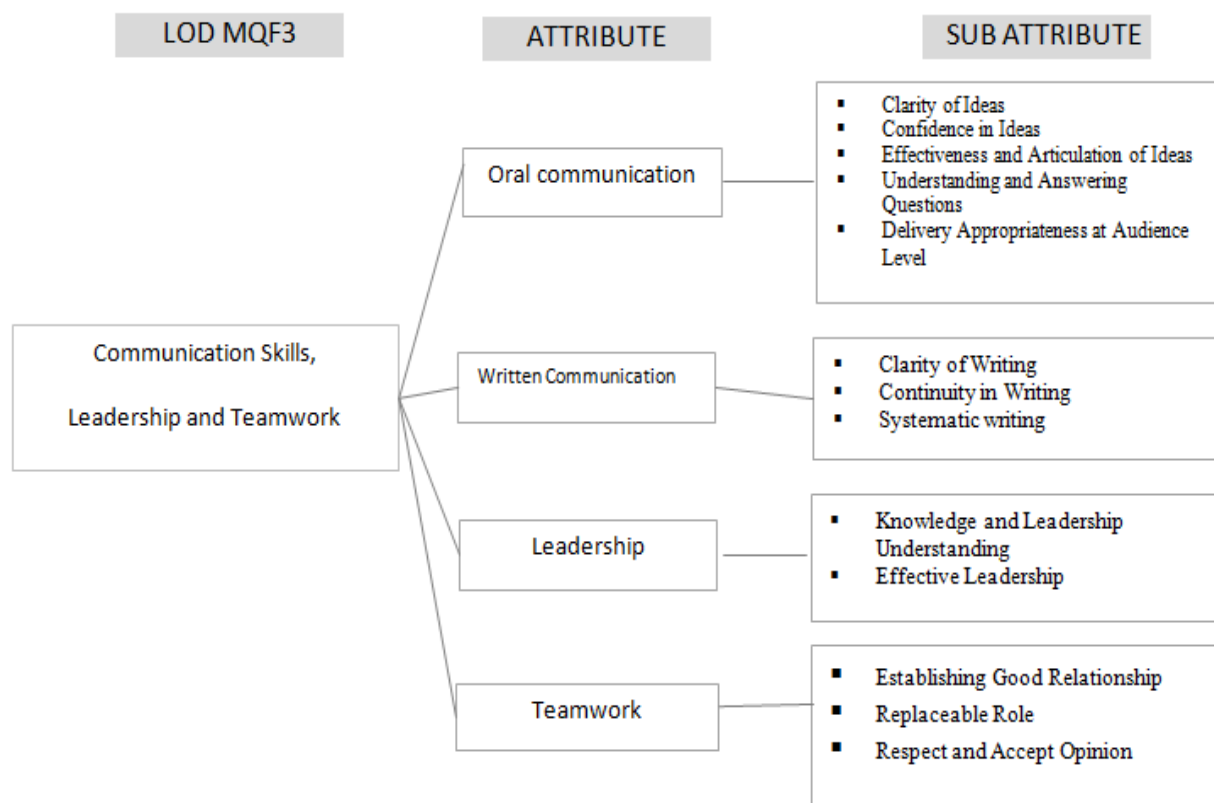 LOD MQF3
ATTRIBUTE
SUB ATTRIBUTE
Communication Skills,
Leadership and Teamwork
Oral communication
▪ Clarity of Ideas
▪ Confidence in Ideas
▪ Effectiveness and Articulation of Ideas
▪ Understanding and Answering
Questions
▪ Delivery Appropriateness at Audience
Level
Written Communication
▪ Clarity of Writing
▪ Continuity in Writing
▪ Systematic writing
Leadership
▪ Knowledge and Leadership
Understanding
▪ Effective Leadership
Teamwork
▪ Establishing Good Relationship
▪ Replaceable Role
▪ Respect and Accept Opinion